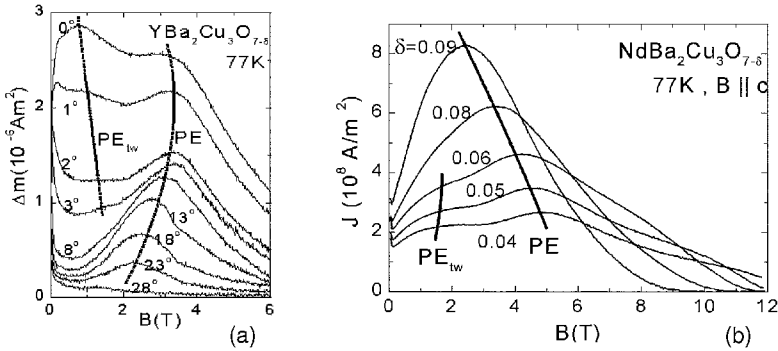 YBa₂Cu₃O₇₋δ
77K
0°
1°
2°
3°
8°
13°
18°
23°
28°
PEtw
PE
Δm(10⁻⁶Am²)
3
2
1
0
0 2 4 6
B(T)
(a)
NdBa₂Cu₃O₇₋δ
77K , B || c
δ=0.09
0.08
0.06
0.05
0.04
PEtw
PE
J (10⁸ A/m²)
8
6
4
2
0
0 2 4 6 8 10 12
B(T)
(b)